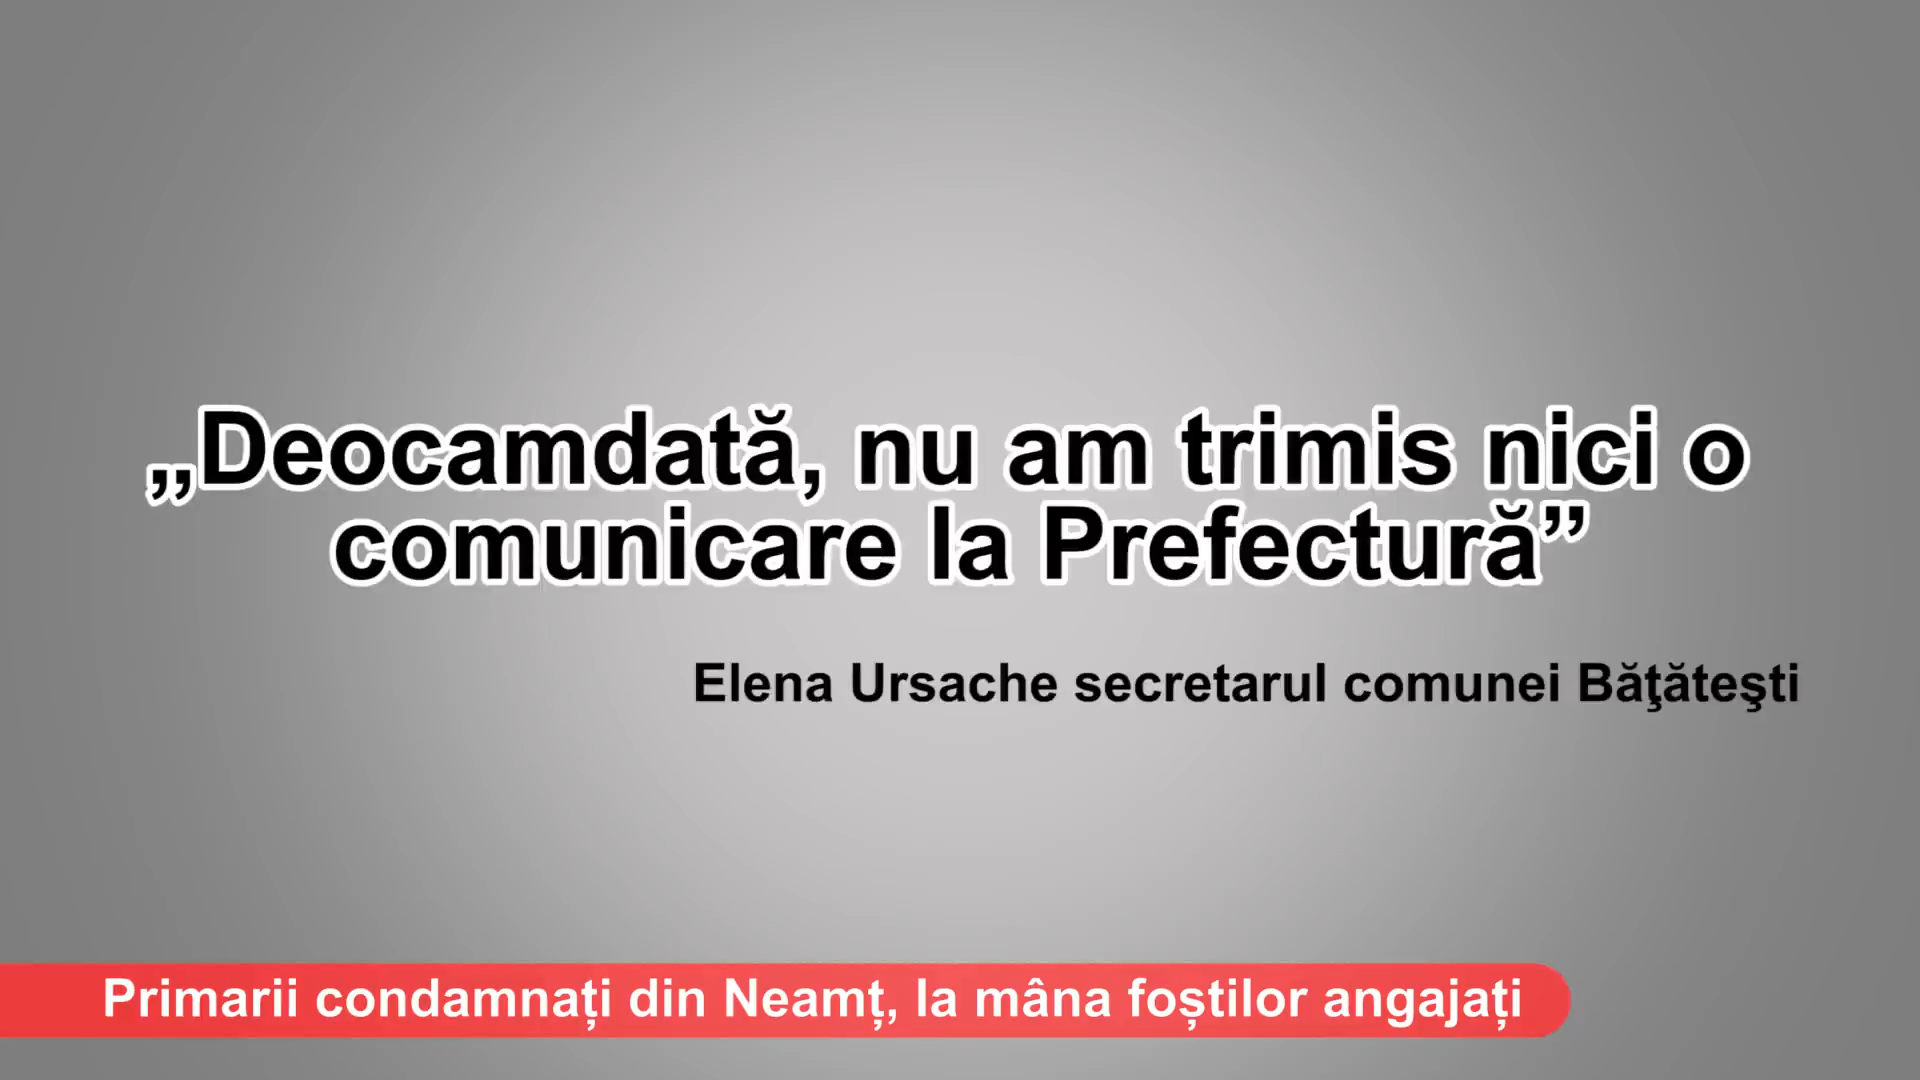 „Deocamdată, nu am trimis nici o
comunicare la Prefectură”
Elena Ursache secretarul comunei Băţăteşti
Primarii condamnați din Neamț, la mâna foștilor angajați